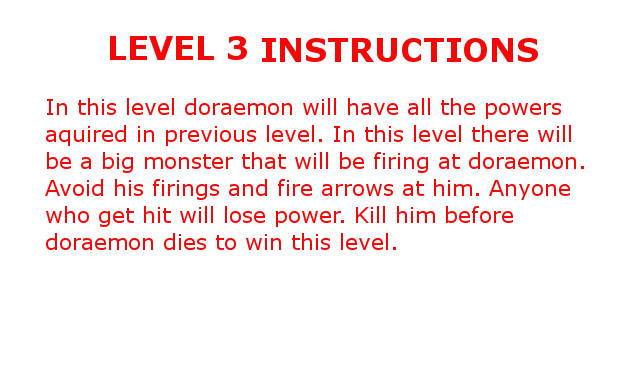 LEVEL 3 INSTRUCTIONS
In this level doraemon will have all the powers
aquired in previous level. In this level there will
be a big monster that will be firing at doraemon.
Avoid his firings and fire arrows at him. Anyone
who get hit will lose power. Kill him before
doraemon dies to win this level.